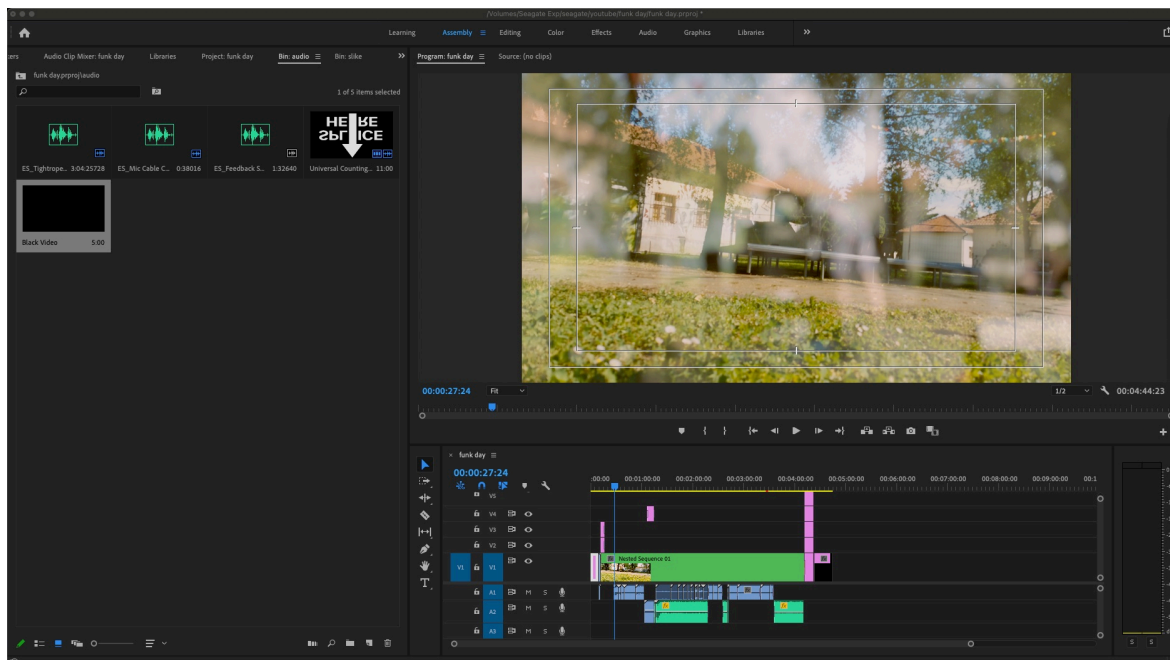 /Volumes/Seagate Exp/seagate/youtube/funk day/funk day.prproj *
Learning Assembly Editing Color Effects Audio Graphics Libraries
Audio Clip Mixer: funk day Libraries Project: funk day Bin: audio Bin: slike
Program: funk day Source: (no clips)
funk day.prproj\audio
1 of 5 items selected
HERE
SPLICE
ES_Tightrope... 3:04:25728 ES_Mic Cable C... 0:38016 ES_Feedback S... 1:32640 Universal Counting... 11:00
Black Video 5:00
00:00:27:24 Fit 1/2 00:04:44:23
funk day
00:00:27:24
:00:00 00:01:00:00 00:02:00:00 00:03:00:00 00:04:00:00 00:05:00:00 00:06:00:00 00:07:00:00 00:08:00:00 00:09:00:00 00:1
V5
V4
V3
V2
V1 V1 Nested Sequence 01
A1 M S
A2 M S
A3 M S
T
fx fx
S S